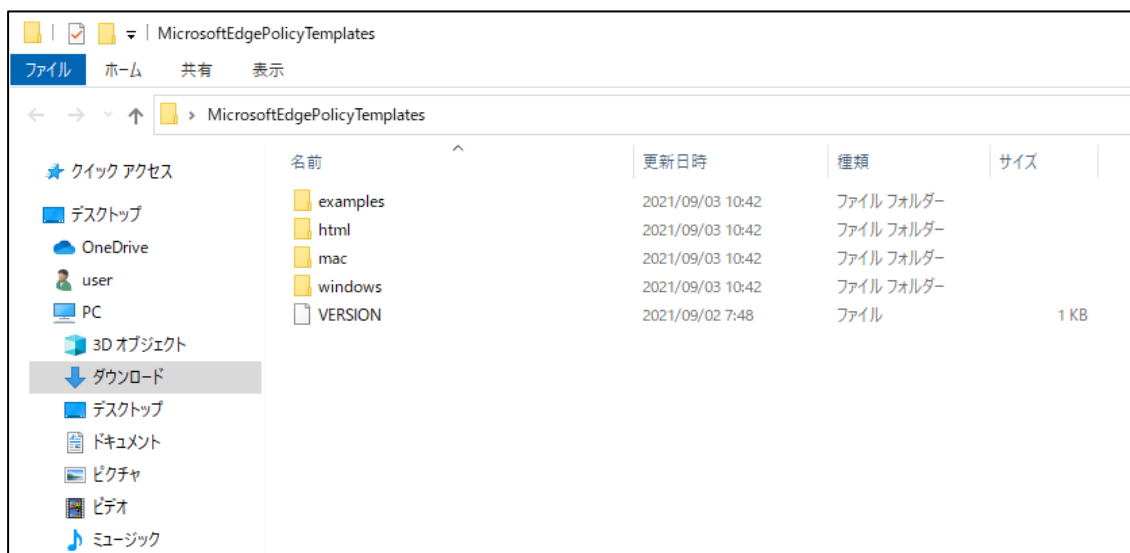 MicrosoftEdgePolicyTemplates
ファイル ホーム 共有 表示
MicrosoftEdgePolicyTemplates
クイック アクセス
デスクトップ
OneDrive
user
PC
3D オブジェクト
ダウンロード
デスクトップ
ドキュメント
ピクチャ
ビデオ
ミュージック
名前 更新日時 種類 サイズ
examples 2021/09/03 10:42 ファイル フォルダー
html 2021/09/03 10:42 ファイル フォルダー
mac 2021/09/03 10:42 ファイル フォルダー
windows 2021/09/03 10:42 ファイル フォルダー
VERSION 2021/09/02 7:48 ファイル 1 KB